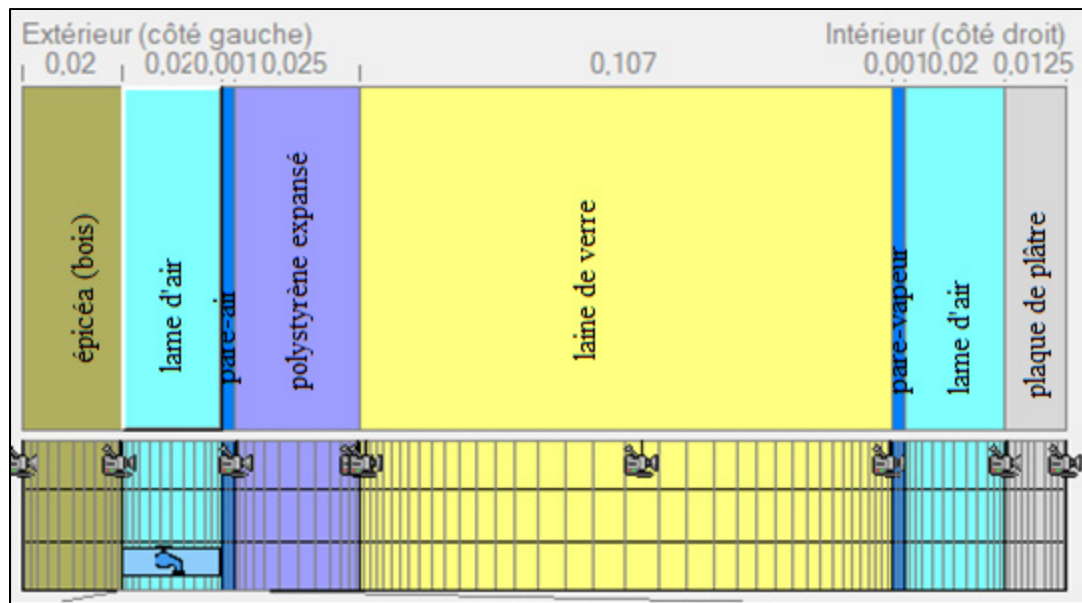 Extérieur (côté gauche) Intérieur (côté droit)
0,02 0,020,0010,025 0,107 0,0010,02 0,0125
épicéa (bois)
lame d'air
pare-air
polystyrène expansé
laine de verre
pare-vapeur
lame d'air
plaque de plâtre